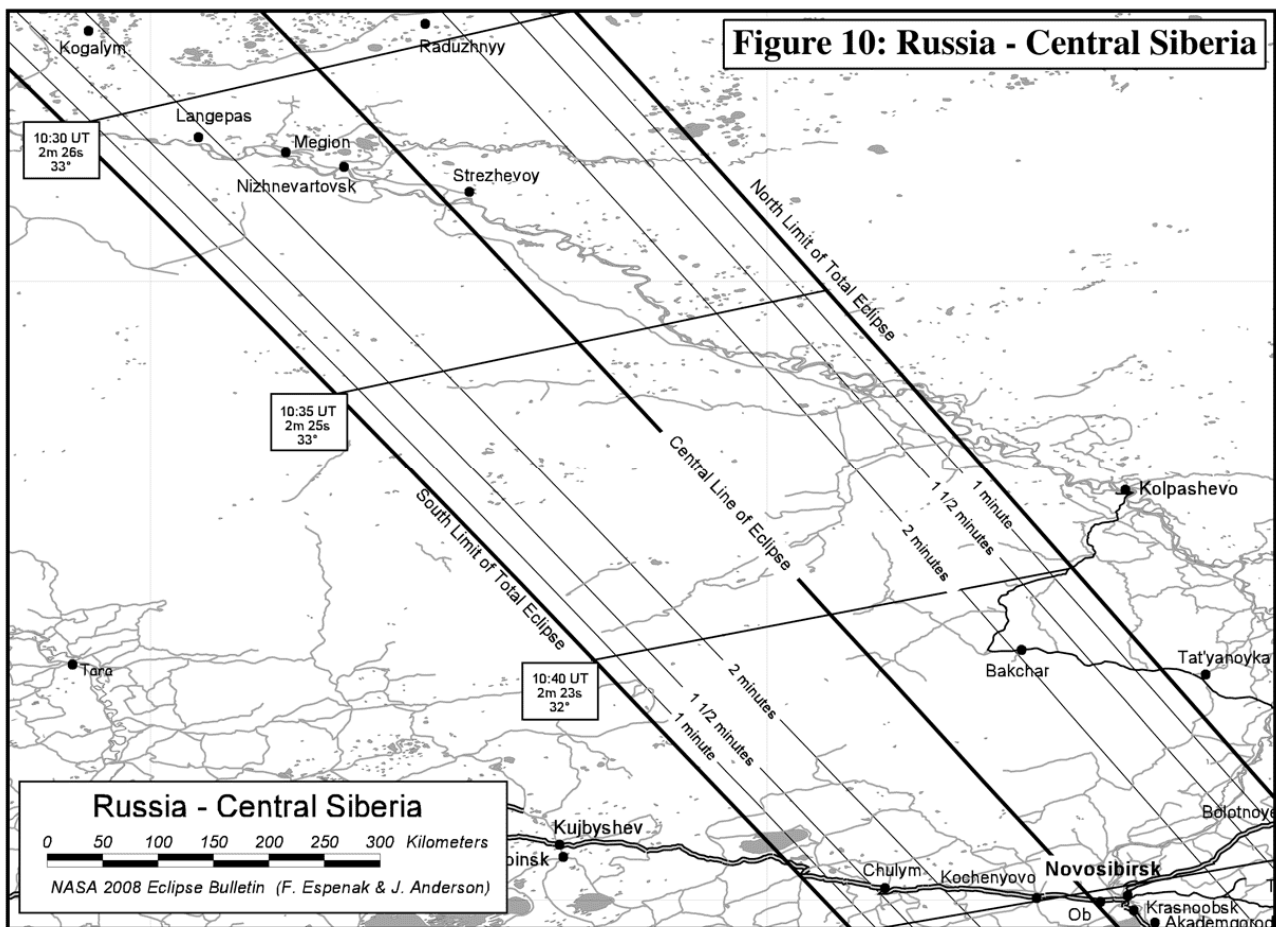 Figure 10: Russia - Central Siberia
Kogalym
Raduzhnyy
Langepas
Megion
Nizhnevartovsk
Strezhevoy
10:30 UT
2m 26s
33°
North Limit of Total Eclipse
10:35 UT
2m 25s
33°
Central Line of Eclipse
South Limit of Total Eclipse
1 minute
1 1/2 minutes
2 minutes
Kolpashevo
Bakchar
Tat'yanoyka
Tara
10:40 UT
2m 23s
32°
2 minutes
1 1/2 minutes
1 minute
Russia - Central Siberia
0 50 100 150 200 250 300 Kilometers
NASA 2008 Eclipse Bulletin (F. Espenak & J. Anderson)
Kujbyshev
binsk
Bolotnoye
Chulym
Kochenyovo
Novosibirsk
Ob
Krasnoobsk
Akademgorod
T